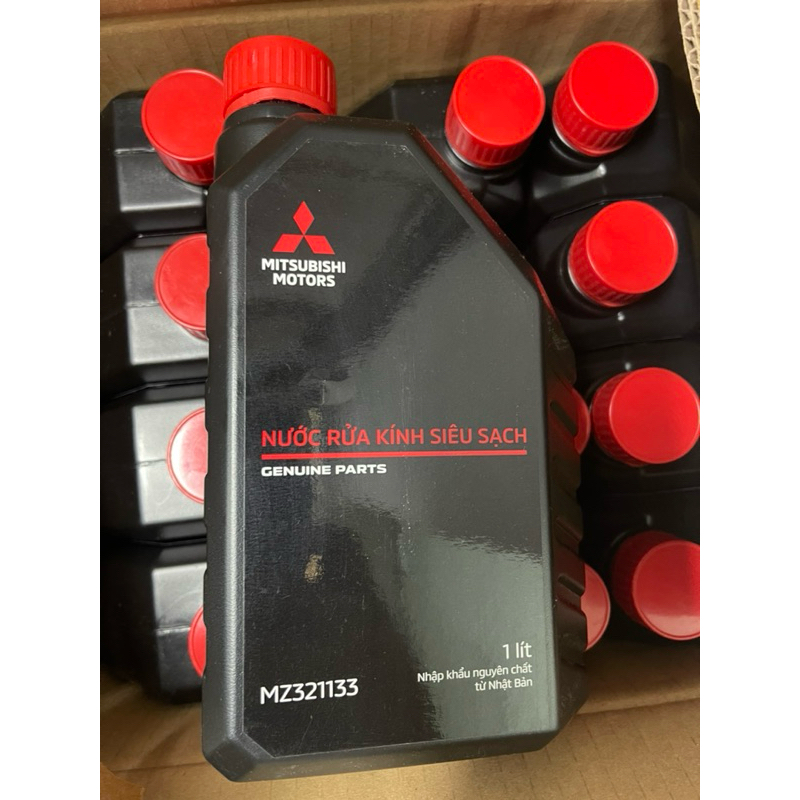 MITSUBISHI
MOTORS
NƯỚC RỬA KÍNH SIÊU SẠCH
GENUINE PARTS
1 lít
Nhập khẩu nguyên chất
từ Nhật Bản
MZ321133